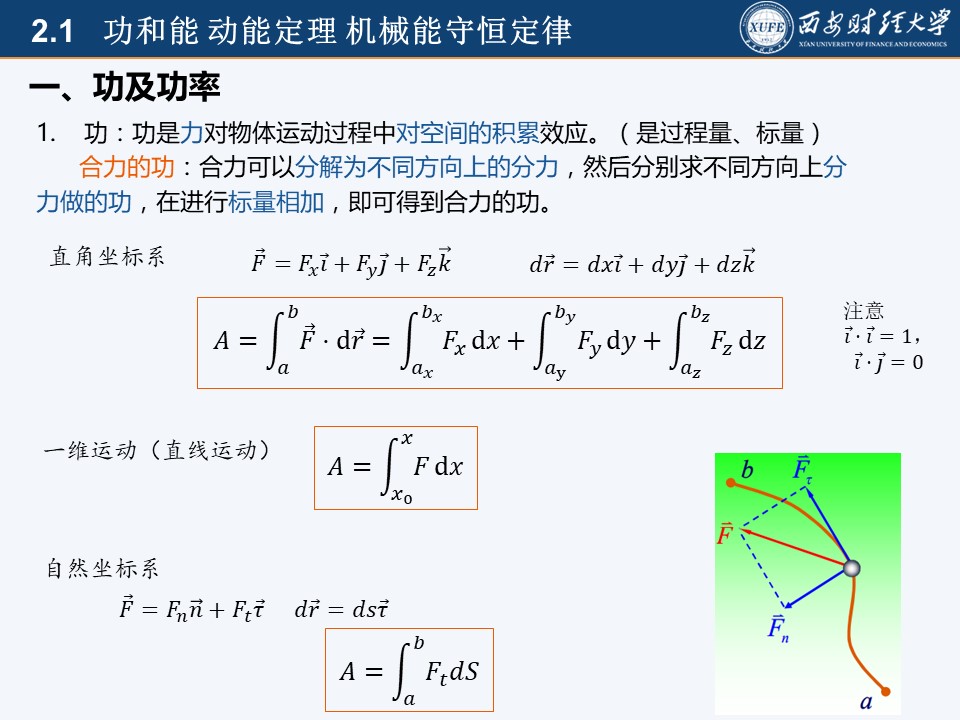 2.1 功和能 动能定理 机械能守恒定律
XUFE
西安财经大学
XI'AN UNIVERSITY OF FINANCE AND ECONOMICS
一、功及功率
1. 功：功是力对物体运动过程中对空间的积累效应。（是过程量、标量）
合力的功：合力可以分解为不同方向上的分力，然后分别求不同方向上分
力做的功，在进行标量相加，即可得到合力的功。
直角坐标系 $\vec{F} = F_x\vec{i} + F_y\vec{j} + F_z\vec{k}$ $d\vec{r} = dx\vec{i} + dy\vec{j} + dz\vec{k}$
$A = \int_a^b \vec{F} \cdot \mathrm{d}\vec{r} = \int_{a_x}^{b_x} F_x \,\mathrm{d}x + \int_{a_y}^{b_y} F_y \,\mathrm{d}y + \int_{a_z}^{b_z} F_z \,\mathrm{d}z$
注意
$\vec{i} \cdot \vec{i} = 1$，
$\vec{i} \cdot \vec{j} = 0$
一维运动（直线运动） $A = \int_{x_0}^{x} F \,\mathrm{d}x$
自然坐标系
$\vec{F} = F_n\vec{n} + F_t\vec{\tau}$ $d\vec{r} = ds\vec{\tau}$
$A = \int_a^b F_t dS$
b
$\vec{F}_\tau$
$\vec{F}$
$\vec{F}_n$
a